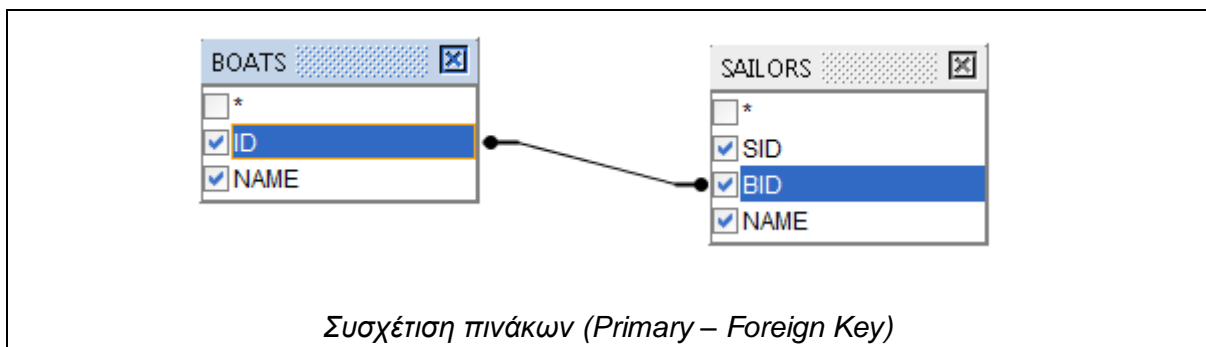 BOATS
*
ID
NAME
SAILORS
*
SID
BID
NAME
Συσχέτιση πινάκων (Primary – Foreign Key)